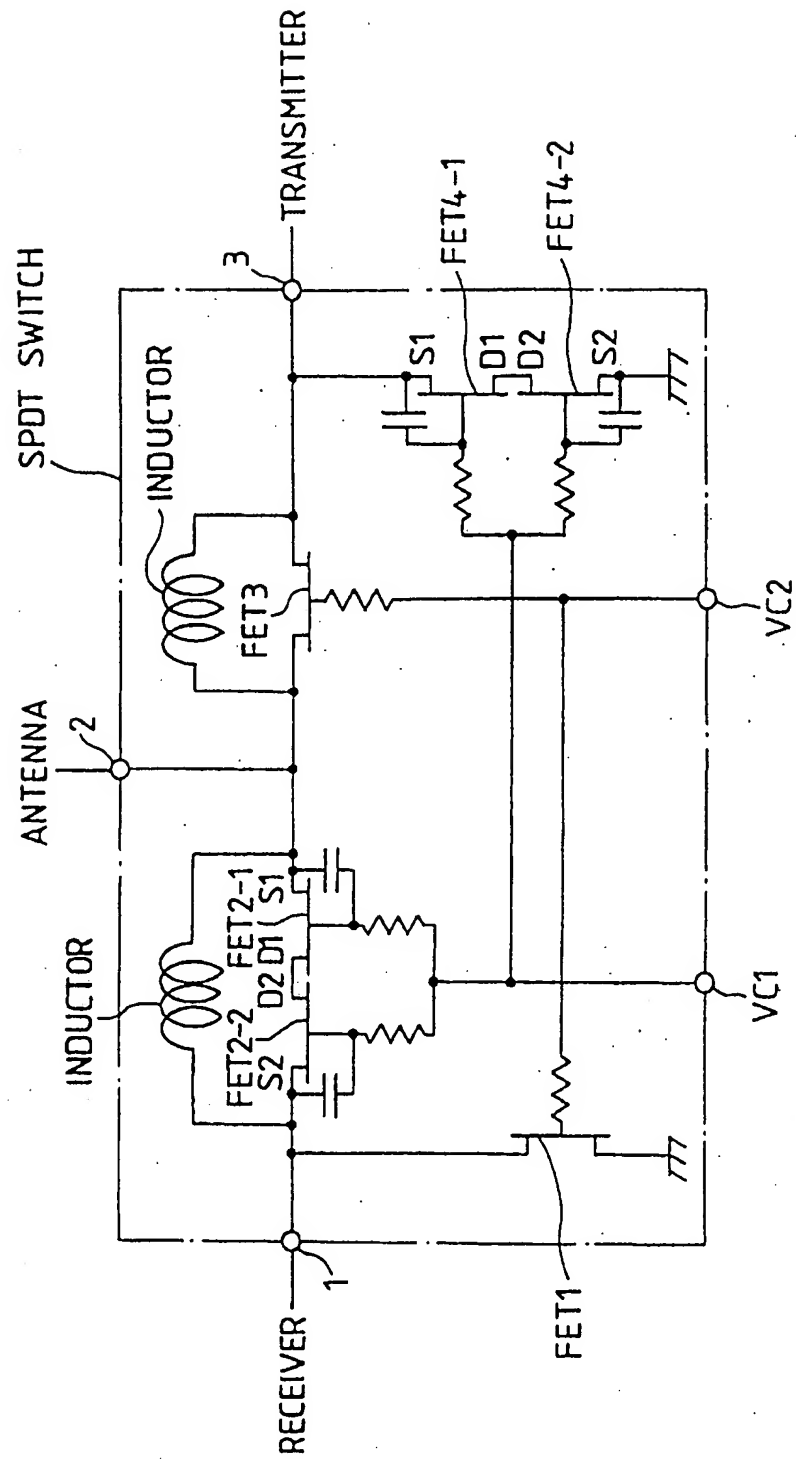 SPDT SWITCH
ANTENNA
2
INDUCTOR
INDUCTOR
3
TRANSMITTER
RECEIVER
1
FET2-2
S2
D2
D1
FET2-1
S1
FET3
S1
D1
D2
S2
FET4-1
FET4-2
FET1
VC1
VC2